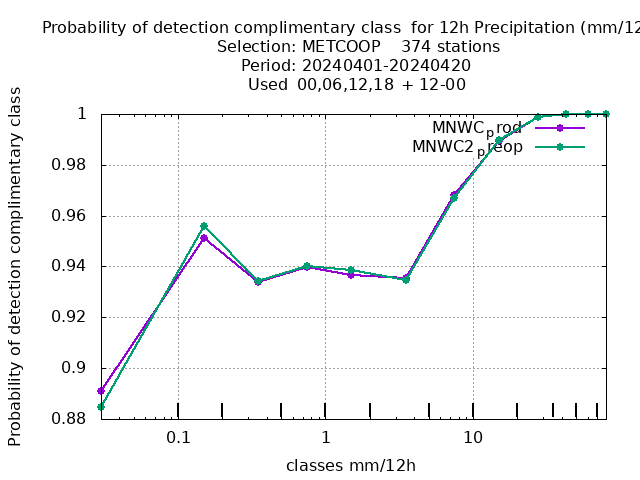 Probability of detection complimentary class for 12h Precipitation (mm/12
Selection: METCOOP 374 stations
Period: 20240401-20240420
Used 00,06,12,18 + 12-00
Probability of detection complimentary class
1
0.98
0.96
0.94
0.92
0.9
0.88
MNWCprod
MNWC2preop
0.1
1
10
classes mm/12h